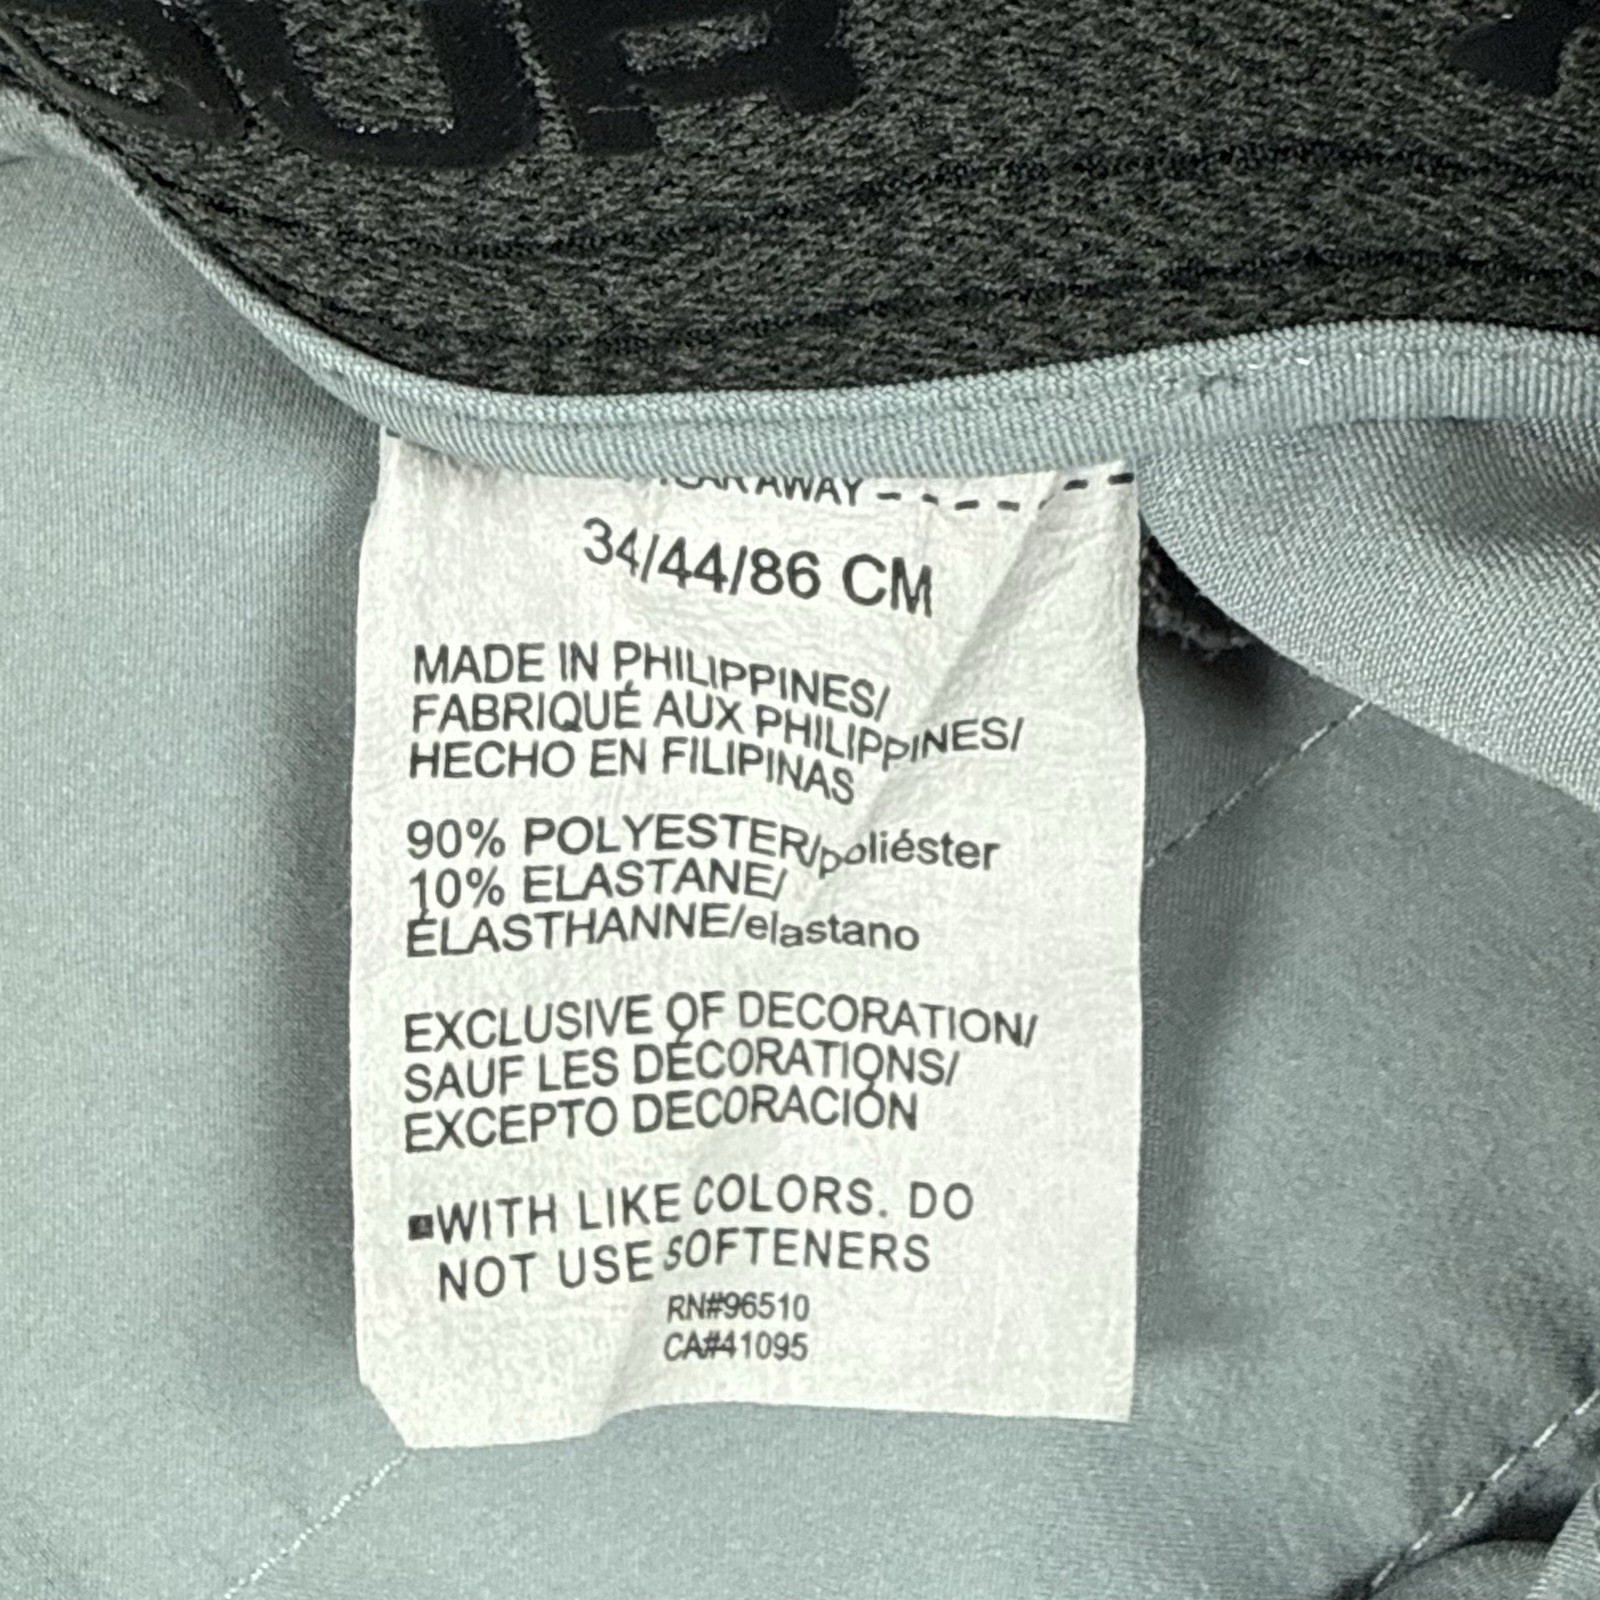 AWAY
34/44/86 CM
MADE IN PHILIPPINES/
FABRIQUÉ AUX PHILIPPINES/
HECHO EN FILIPINAS
90% POLYESTER/poliéster
10% ELASTANE/
ÉLASTHANNE/elastano
EXCLUSIVE OF DECORATION/
SAUF LES DÉCORATIONS/
EXCEPTO DECORACIÓN
WITH LIKE COLORS. DO
NOT USE SOFTENERS
RN#96510
CA#41095